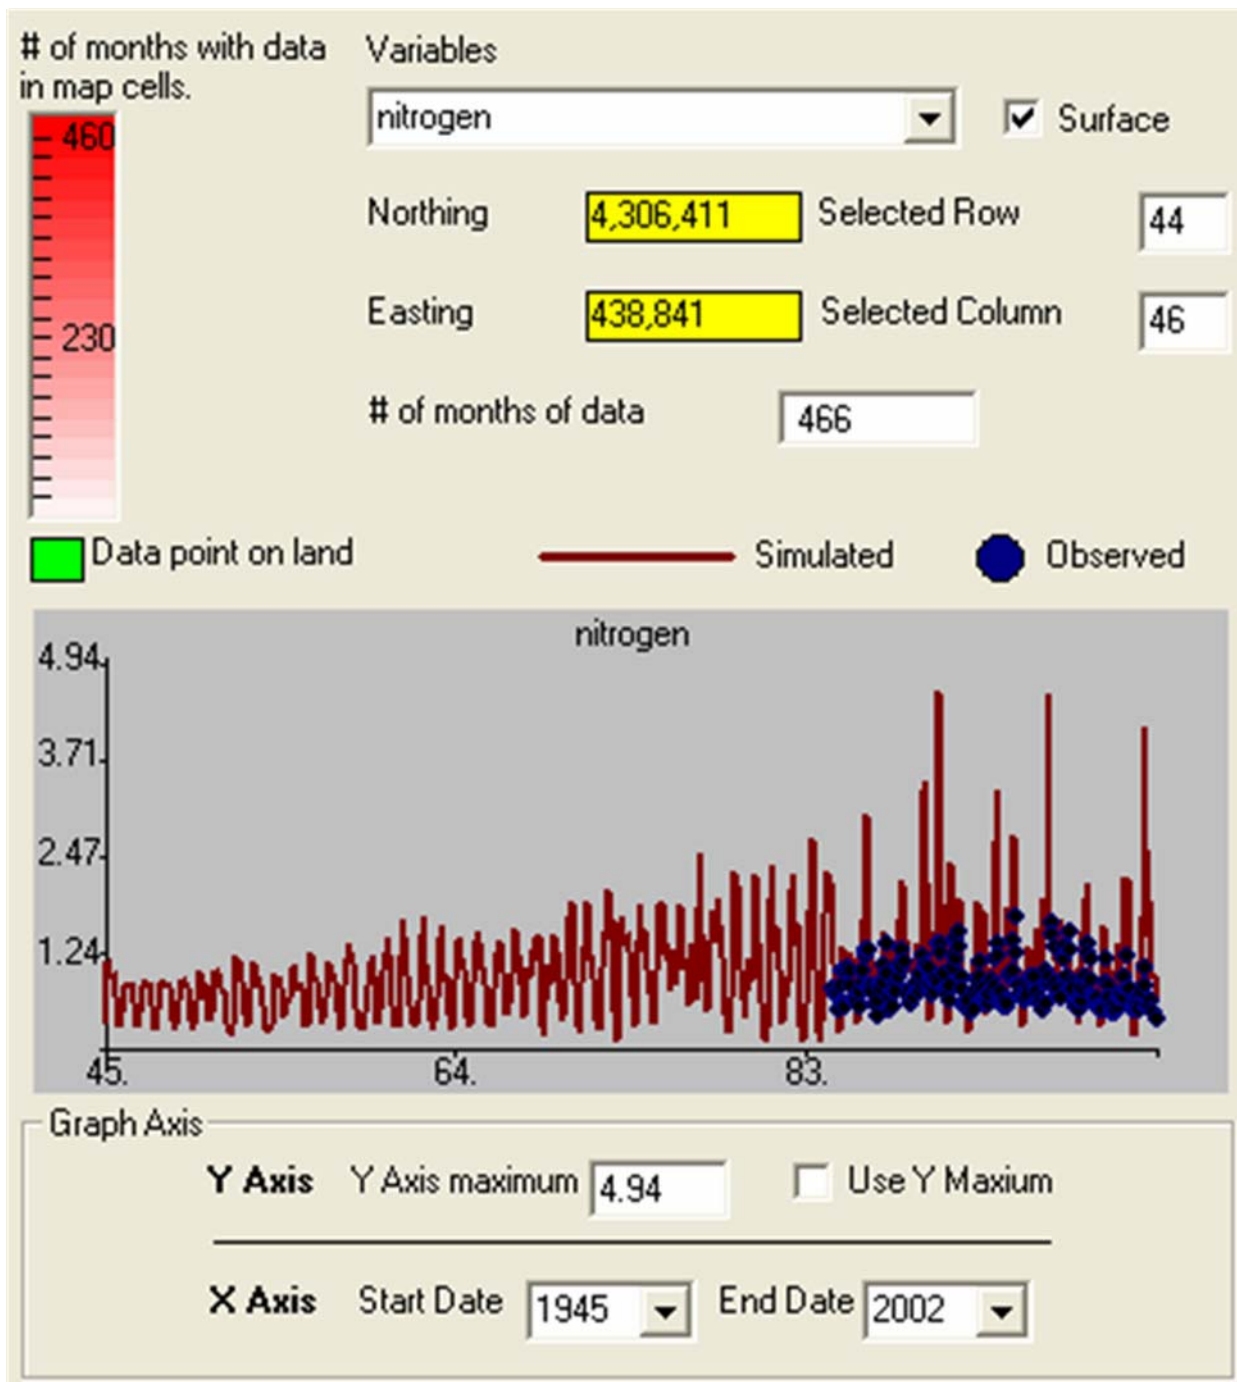 # of months with data
in map cells.
460
230
Variables
nitrogen
Surface
Northing 4,306,411 Selected Row 44
Easting 438,841 Selected Column 46
# of months of data 466
Data point on land Simulated Observed
nitrogen
4.94
3.71
2.47
1.24
45. 64. 83.
Graph Axis
Y Axis Y Axis maximum 4.94 Use Y Maxium
X Axis Start Date 1945 End Date 2002